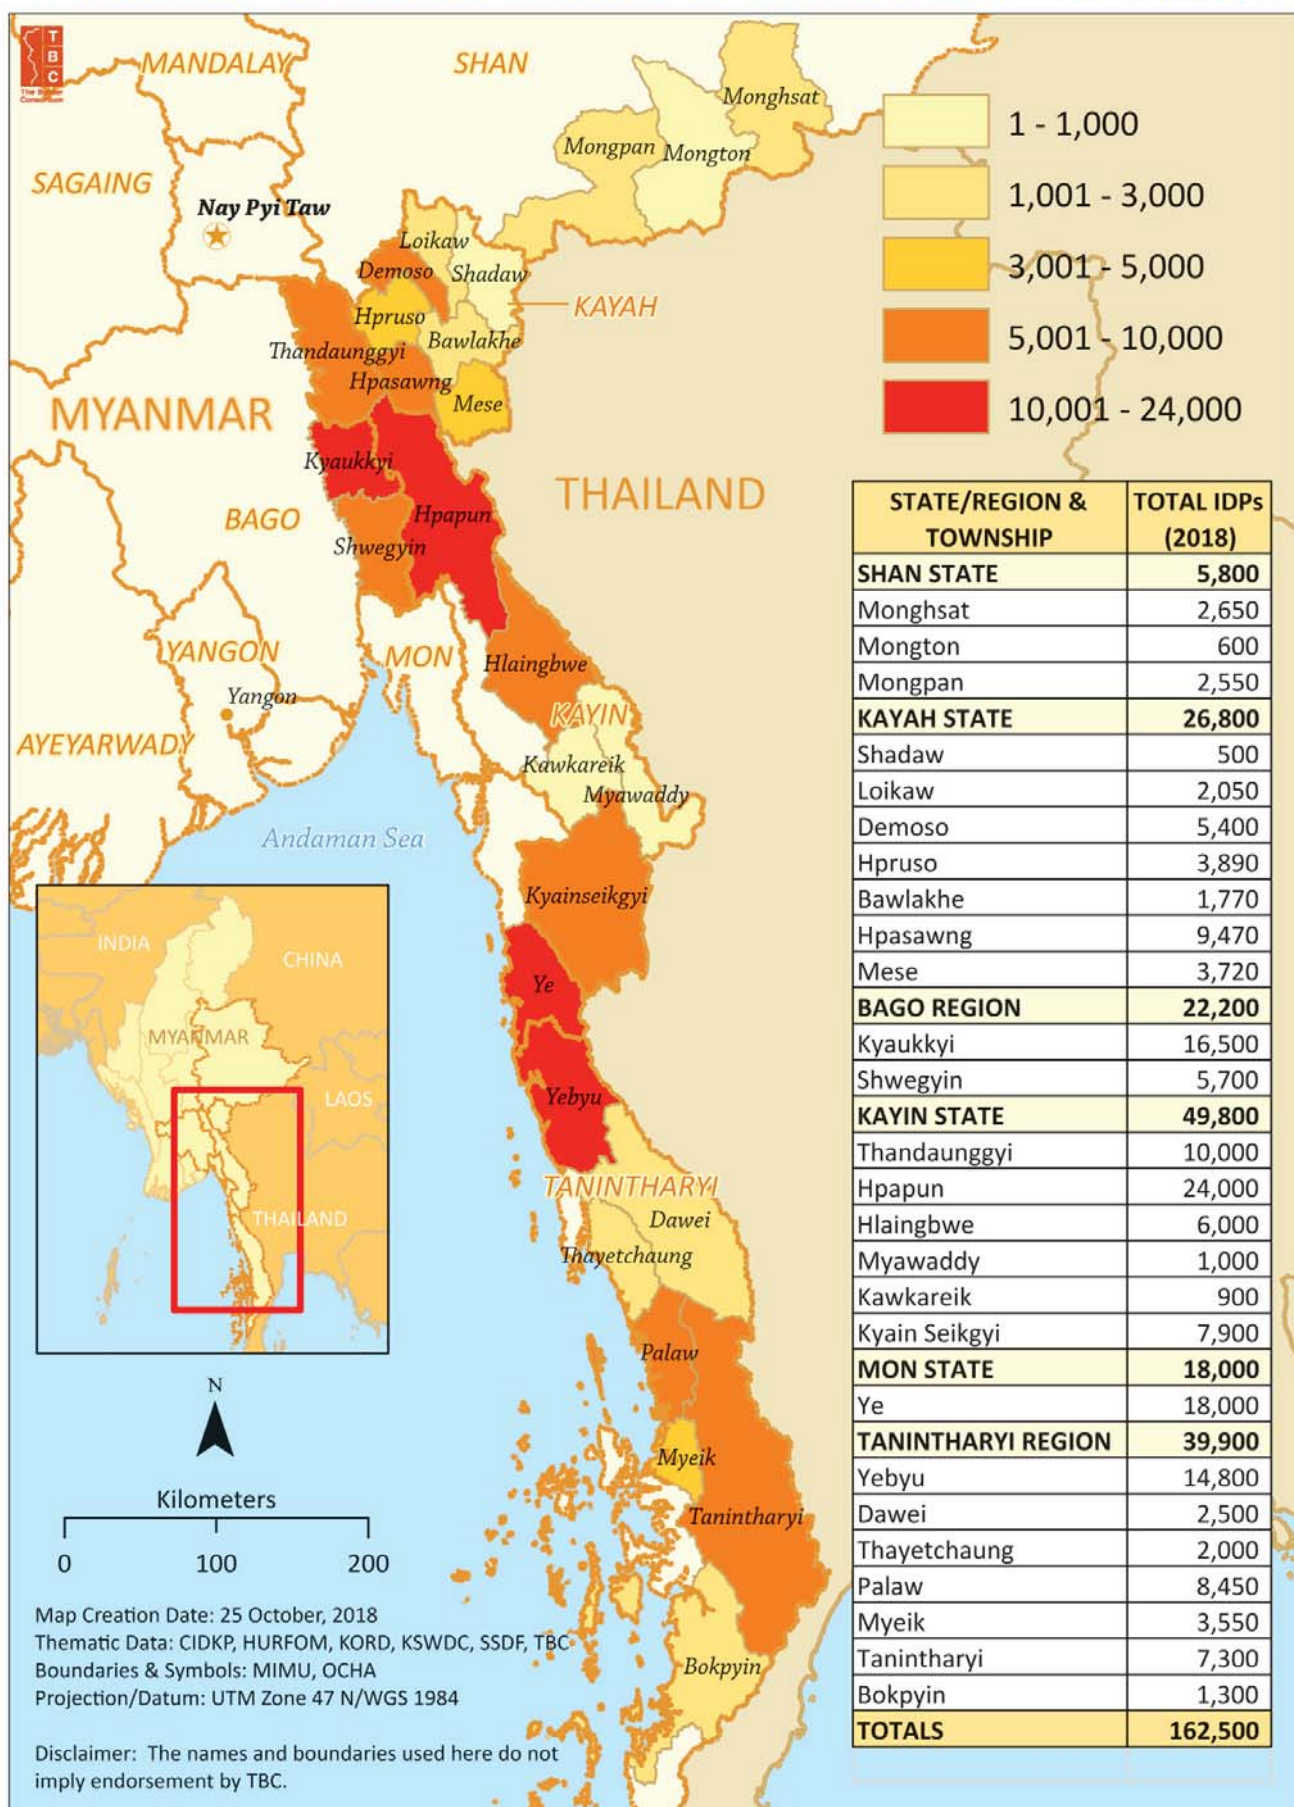 T
B
C
The Border
Consortium
MANDALAY
SHAN
SAGAING
Nay Pyi Taw
Monghsat
Mongpan
Mongton
Loikaw
Demoso
Shadaw
KAYAH
Hpruso
Bawlakhe
Thandaunggyi
Hpasawng
Mese
MYANMAR
Kyaukkyi
THAILAND
BAGO
Hpapun
Shwegyin
YANGON
MON
Hlaingbwe
Yangon
KAYIN
AYEYARWADY
Kawkareik
Myawaddy
Andaman Sea
Kyainseikgyi
Ye
Yebyu
TANINTHARYI
Dawei
Thayetchaung
Palaw
Myeik
Tanintharyi
Bokpyin
1 - 1,000
1,001 - 3,000
3,001 - 5,000
5,001 - 10,000
10,001 - 24,000
STATE/REGION & TOWNSHIP TOTAL IDPs (2018)
SHAN STATE 5,800
Monghsat 2,650
Mongton 600
Mongpan 2,550
KAYAH STATE 26,800
Shadaw 500
Loikaw 2,050
Demoso 5,400
Hpruso 3,890
Bawlakhe 1,770
Hpasawng 9,470
Mese 3,720
BAGO REGION 22,200
Kyaukkyi 16,500
Shwegyin 5,700
KAYIN STATE 49,800
Thandaunggyi 10,000
Hpapun 24,000
Hlaingbwe 6,000
Myawaddy 1,000
Kawkareik 900
Kyain Seikgyi 7,900
MON STATE 18,000
Ye 18,000
TANINTHARYI REGION 39,900
Yebyu 14,800
Dawei 2,500
Thayetchaung 2,000
Palaw 8,450
Myeik 3,550
Tanintharyi 7,300
Bokpyin 1,300
TOTALS 162,500
INDIA
CHINA
MYANMAR
LAOS
THAILAND
N
Kilometers
0 100 200
Map Creation Date: 25 October, 2018
Thematic Data: CIDKP, HURFOM, KORD, KSWDC, SSDF, TBC
Boundaries & Symbols: MIMU, OCHA
Projection/Datum: UTM Zone 47 N/WGS 1984
Disclaimer: The names and boundaries used here do not
imply endorsement by TBC.